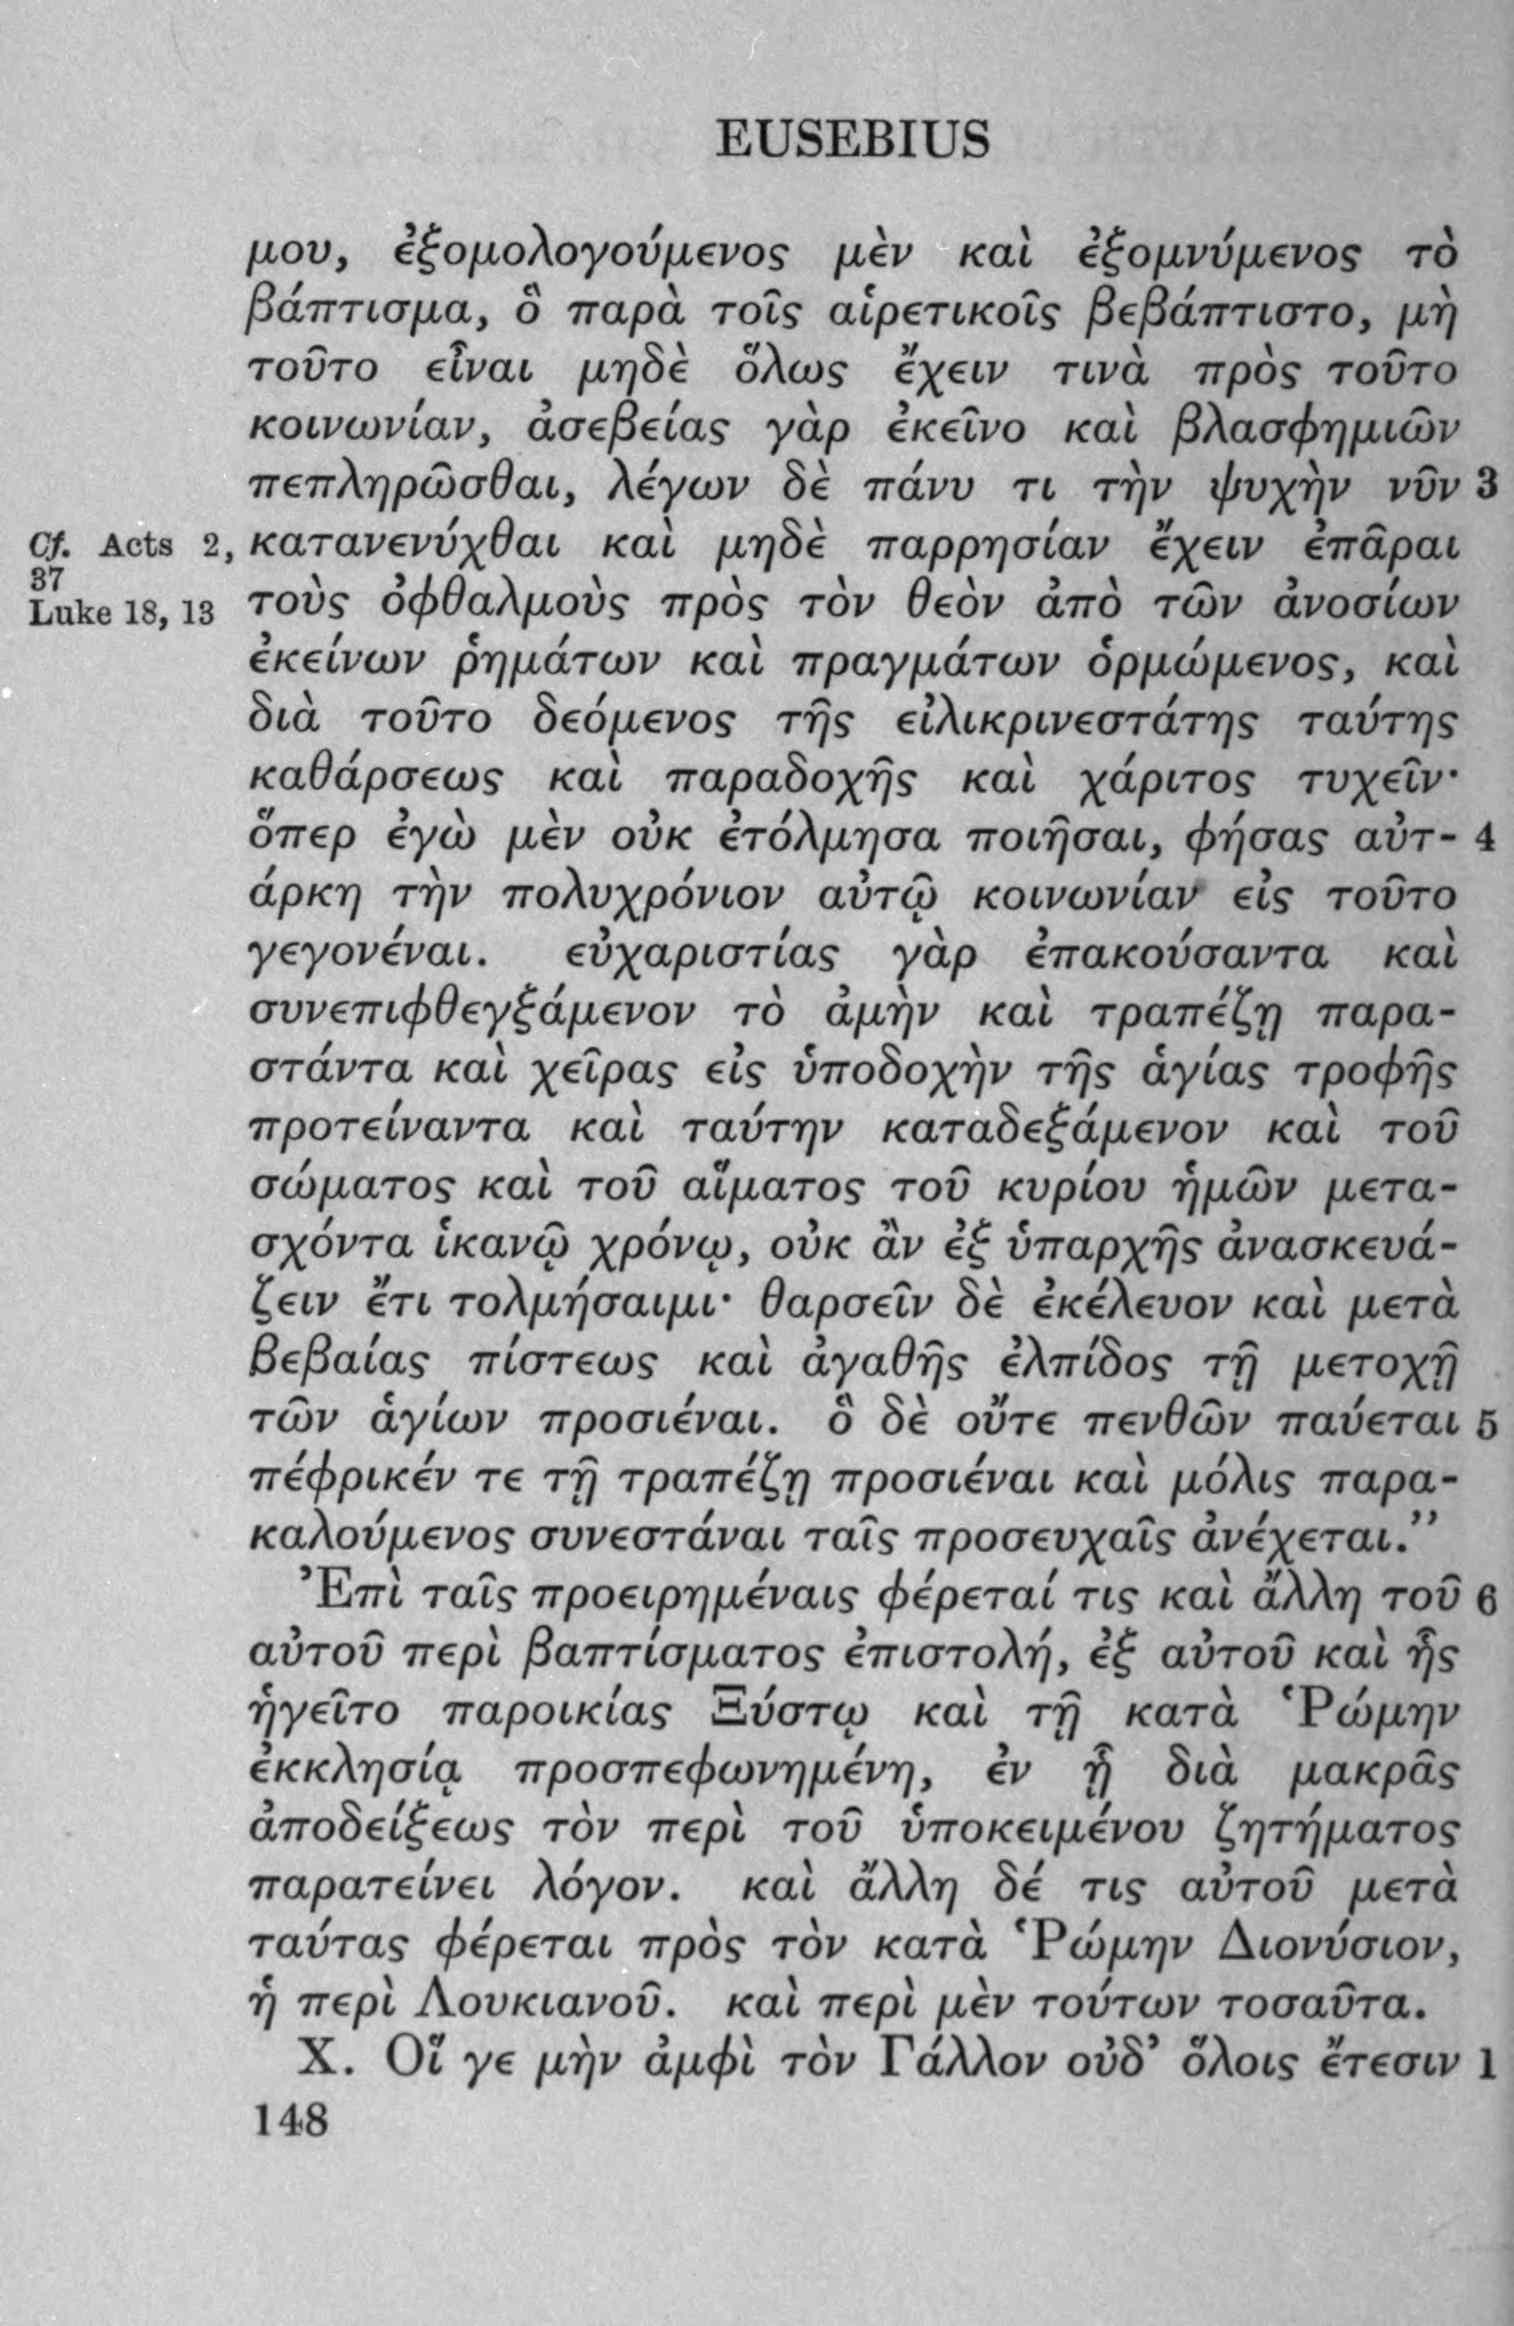 EUSEBIUS
μου, ἐξομολογούμενος μὲν καὶ ἐξομνύμενος τὸ
βάπτισμα, ὃ παρὰ τοῖς αἱρετικοῖς βεβάπτιστο, μὴ
τοῦτο εἶναι μηδὲ ὅλως ἔχειν τινὰ πρὸς τοῦτο
κοινωνίαν, ἀσεβείας γὰρ ἐκεῖνο καὶ βλασφημιῶν
πεπληρῶσθαι, λέγων δὲ πάνυ τι τὴν ψυχὴν νῦν 3
Cf. Acts 2, κατανενύχθαι καὶ μηδὲ παρρησίαν ἔχειν ἐπᾶραι
37
Luke 18, 13 τοὺς ὀφθαλμοὺς πρὸς τὸν θεὸν ἀπὸ τῶν ἀνοσίων
ἐκείνων ῥημάτων καὶ πραγμάτων ὁρμώμενος, καὶ
διὰ τοῦτο δεόμενος τῆς εἰλικρινεστάτης ταύτης
καθάρσεως καὶ παραδοχῆς καὶ χάριτος τυχεῖν·
ὅπερ ἐγὼ μὲν οὐκ ἐτόλμησα ποιῆσαι, φήσας αὐτ- 4
άρκη τὴν πολυχρόνιον αὐτῷ κοινωνίαν εἰς τοῦτο
γεγονέναι. εὐχαριστίας γὰρ ἐπακούσαντα καὶ
συνεπιφθεγξάμενον τὸ ἀμὴν καὶ τραπέζῃ παρα-
στάντα καὶ χεῖρας εἰς ὑποδοχὴν τῆς ἁγίας τροφῆς
προτείναντα καὶ ταύτην καταδεξάμενον καὶ τοῦ
σώματος καὶ τοῦ αἵματος τοῦ κυρίου ἡμῶν μετα-
σχόντα ἱκανῷ χρόνῳ, οὐκ ἂν ἐξ ὑπαρχῆς ἀνασκευά-
ζειν ἔτι τολμήσαιμι· θαρσεῖν δὲ ἐκέλευον καὶ μετὰ
βεβαίας πίστεως καὶ ἀγαθῆς ἐλπίδος τῇ μετοχῇ
τῶν ἁγίων προσιέναι. ὃ δὲ οὔτε πενθῶν παύεται 5
πέφρικέν τε τῇ τραπέζῃ προσιέναι καὶ μόλις παρα-
καλούμενος συνεστάναι ταῖς προσευχαῖς ἀνέχεται.”
Ἐπὶ ταῖς προειρημέναις φέρεταί τις καὶ ἄλλη τοῦ 6
αὐτοῦ περὶ βαπτίσματος ἐπιστολή, ἐξ αὐτοῦ καὶ ἧς
ἡγεῖτο παροικίας Ξύστῳ καὶ τῇ κατὰ Ῥώμην
ἐκκλησίᾳ προσπεφωνημένη, ἐν ᾗ διὰ μακρᾶς
ἀποδείξεως τὸν περὶ τοῦ ὑποκειμένου ζητήματος
παρατείνει λόγον. καὶ ἄλλη δέ τις αὐτοῦ μετὰ
ταύτας φέρεται πρὸς τὸν κατὰ Ῥώμην Διονύσιον,
ἡ περὶ Λουκιανοῦ. καὶ περὶ μὲν τούτων τοσαῦτα.
X. Οἵ γε μὴν ἀμφὶ τὸν Γάλλον οὐδ’ ὅλοις ἔτεσιν 1
148